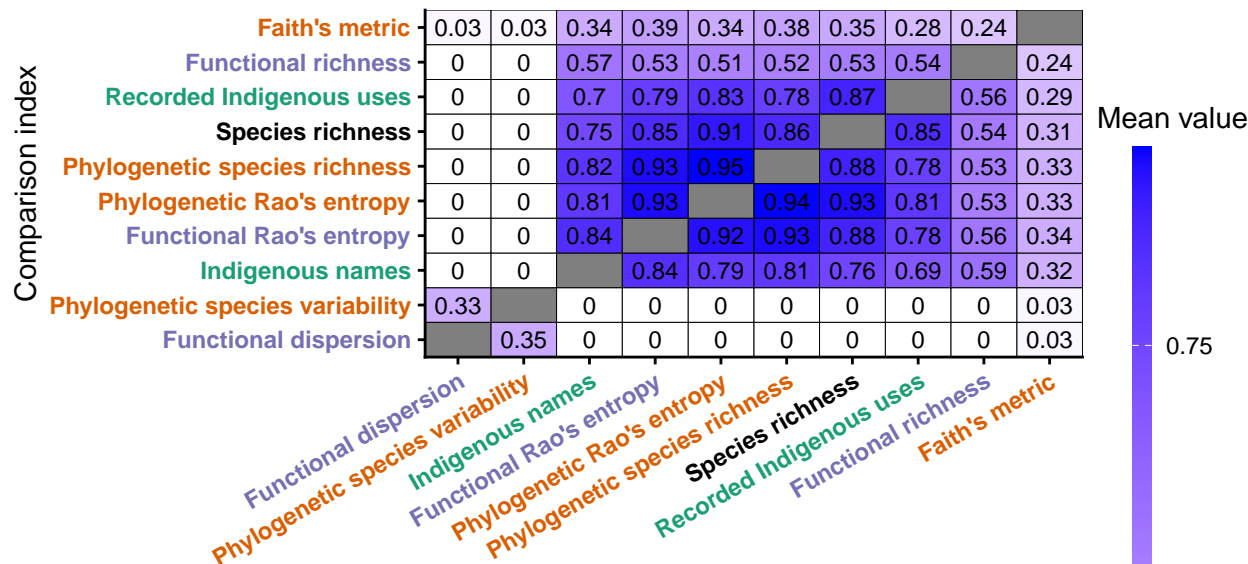 Comparison index
Faith's metric 0.03 0.03 0.34 0.39 0.34 0.38 0.35 0.28 0.24
Functional richness 0 0 0.57 0.53 0.51 0.52 0.53 0.54 0.24
Recorded Indigenous uses 0 0 0.7 0.79 0.83 0.78 0.87 0.56 0.29
Species richness 0 0 0.75 0.85 0.91 0.86 0.85 0.54 0.31
Phylogenetic species richness 0 0 0.82 0.93 0.95 0.88 0.78 0.53 0.33
Phylogenetic Rao's entropy 0 0 0.81 0.93 0.94 0.93 0.81 0.53 0.33
Functional Rao's entropy 0 0 0.84 0.92 0.93 0.88 0.78 0.56 0.34
Indigenous names 0 0 0.84 0.79 0.81 0.76 0.69 0.59 0.32
Phylogenetic species variability 0.33 0 0 0 0 0 0 0 0.03
Functional dispersion 0.35 0 0 0 0 0 0 0 0.03
Functional dispersion
Phylogenetic species variability
Indigenous names
Functional Rao's entropy
Phylogenetic Rao's entropy
Phylogenetic species richness
Species richness
Recorded Indigenous uses
Functional richness
Faith's metric
Mean value
0.75